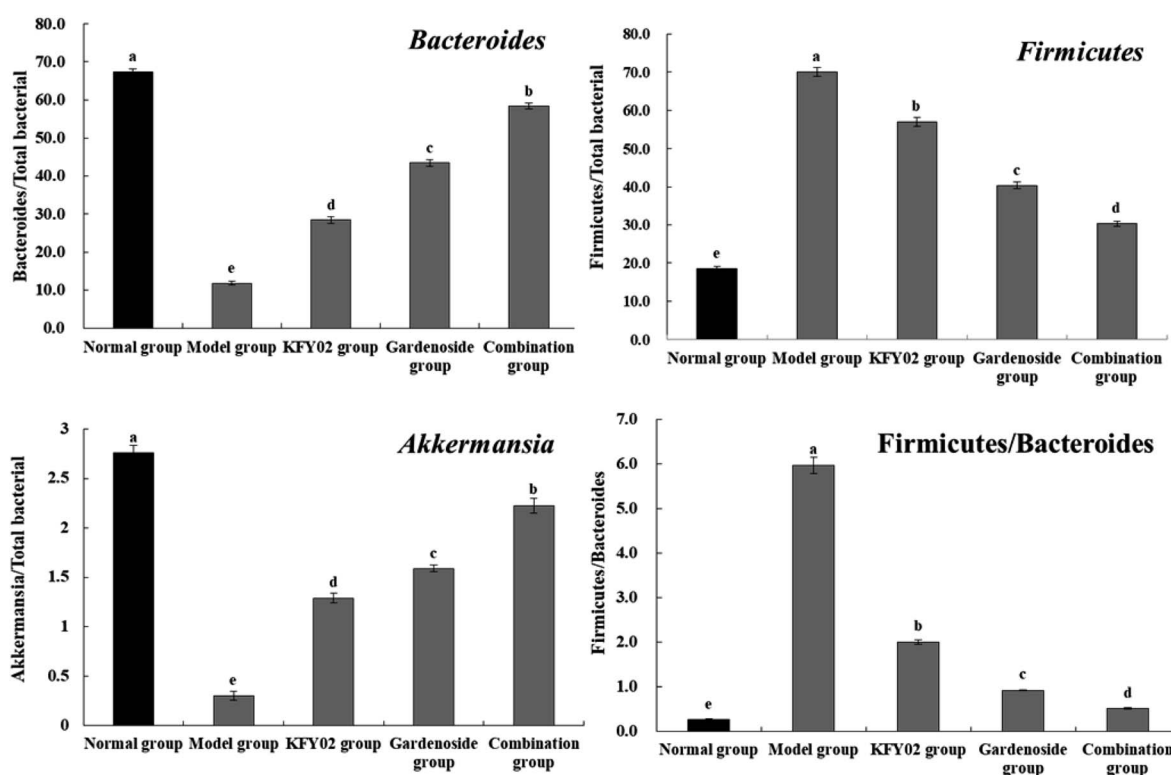 Bacteroides
Bacteroides/Total bacterial
80.0
70.0
60.0
50.0
40.0
30.0
20.0
10.0
0.0
a
e
d
c
b
Normal group
Model group
KFY02 group
Gardenoside
group
Combination
group
Firmicutes
Firmicutes/Total bacterial
80.0
70.0
60.0
50.0
40.0
30.0
20.0
10.0
0.0
e
a
b
c
d
Normal group
Model group
KFY02 group
Gardenoside
group
Combination
group
Akkermansia
Akkermansia/Total bacterial
3
2.5
2
1.5
1
0.5
0
a
e
d
c
b
Normal group
Model group
KFY02 group
Gardenoside
group
Combination
group
Firmicutes/Bacteroides
Firmicutes/Bacteroides
7.0
6.0
5.0
4.0
3.0
2.0
1.0
0.0
e
a
b
c
d
Normal group
Model group
KFY02 group
Gardenoside
group
Combination
group